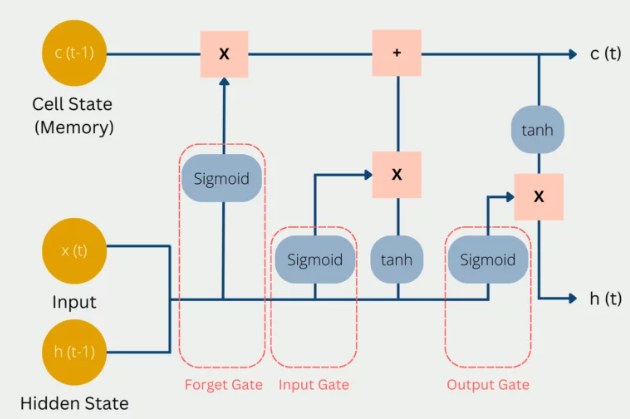 c (t-1)
X
+
c (t)
Cell State
(Memory)
tanh
Sigmoid
X
X
x (t)
Sigmoid
tanh
Sigmoid
Input
h (t)
h (t-1)
Forget Gate
Input Gate
Output Gate
Hidden State